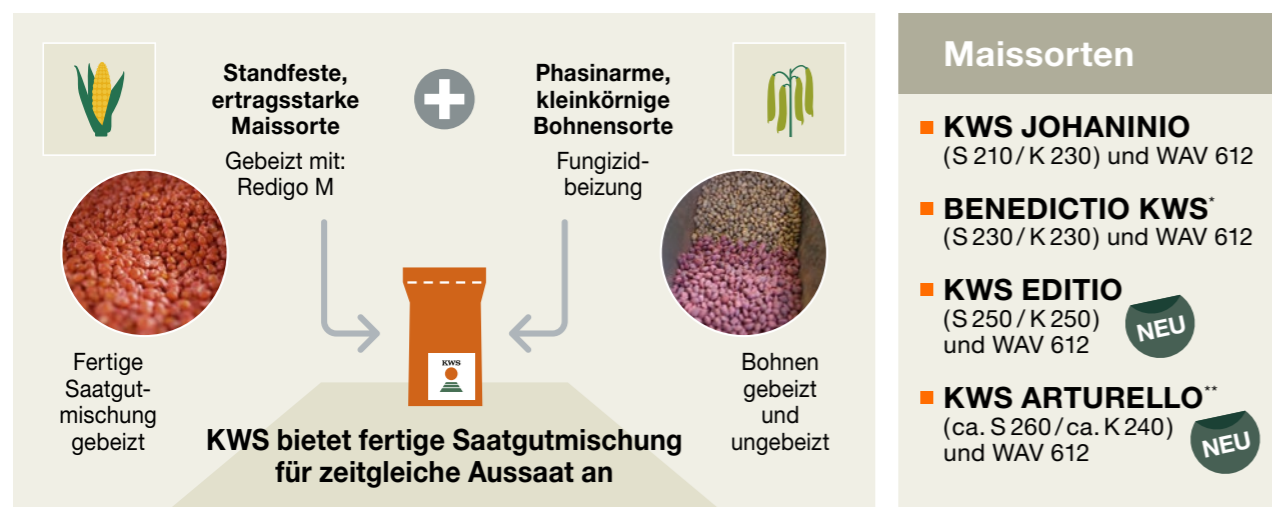 Standfeste,
ertragsstarke
Maissorte
Gebeizt mit:
Redigo M
Phasinarme,
kleinkörnige
Bohnensorte
Fungizid-
beizung
Fertige
Saatgut-
mischung
gebeizt
KWS
Bohnen
gebeizt
und
ungebeizt
KWS bietet fertige Saatgutmischung
für zeitgleiche Aussaat an
Maissorten
KWS JOHANINIO
(S 210 / K 230) und WAV 612
BENEDICTIO KWS*
(S 230 / K 230) und WAV 612
KWS EDITIO
(S 250 / K 250)
und WAV 612
NEU
KWS ARTURELLO**
(ca. S 260 / ca. K 240)
und WAV 612
NEU